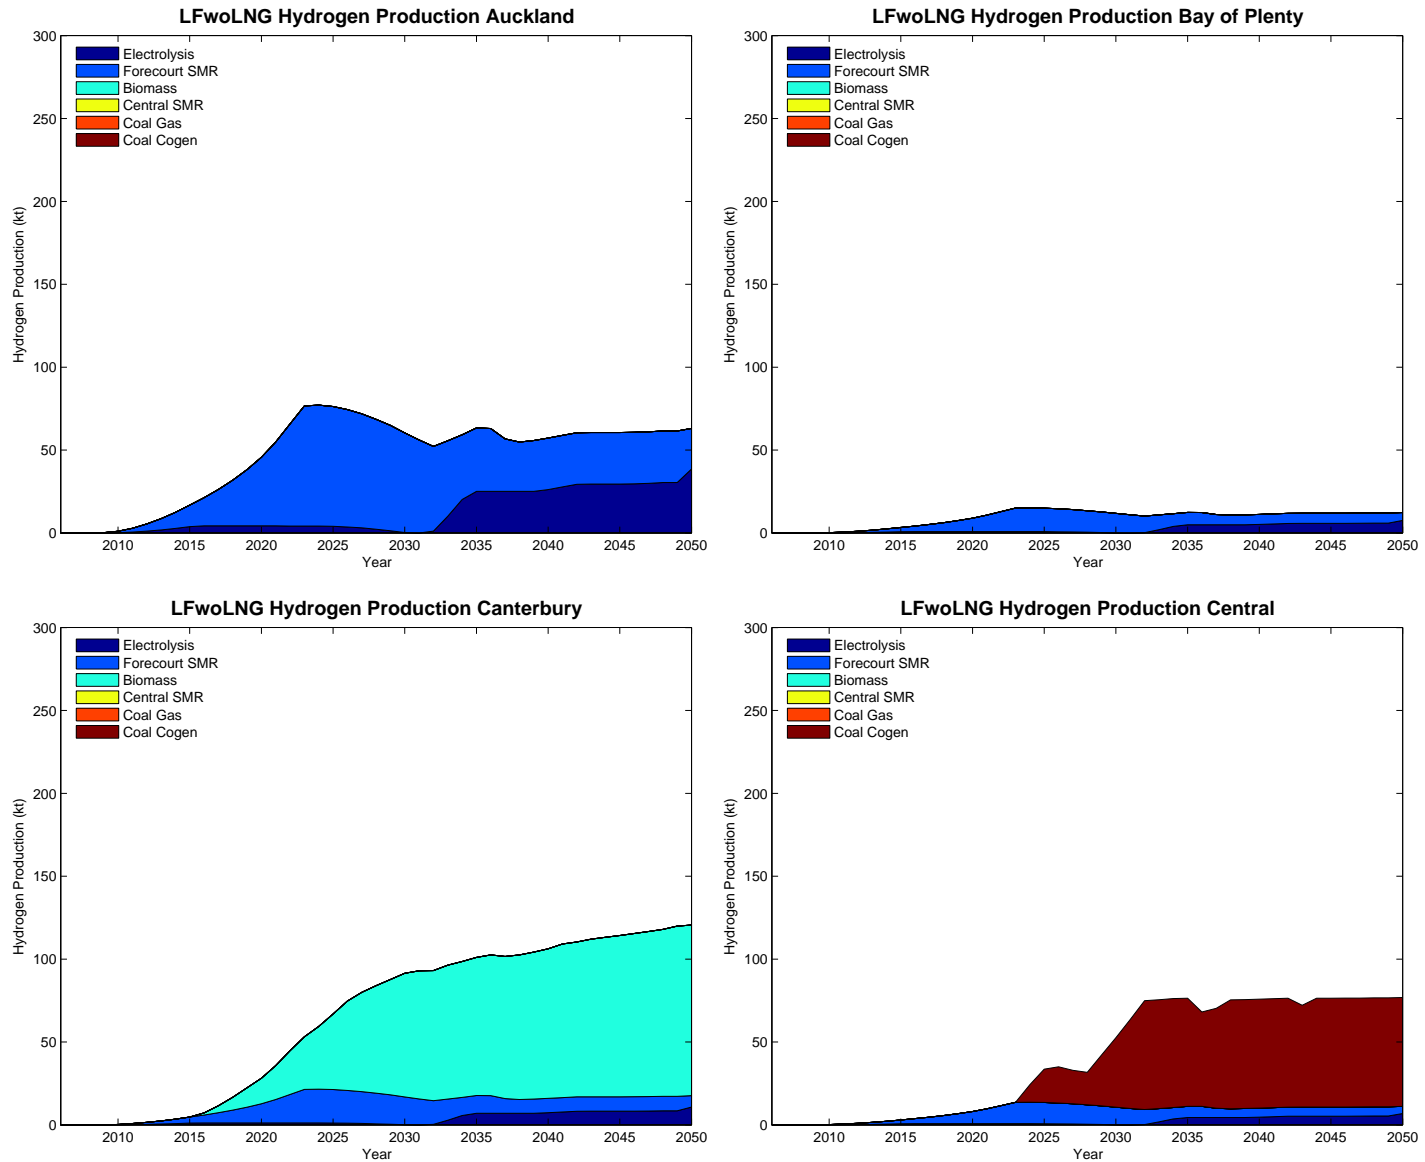 LFwoLNG Hydrogen Production Auckland
300
250
200
150
100
50
0
Hydrogen Production (kt)
Electrolysis
Forecourt SMR
Biomass
Central SMR
Coal Gas
Coal Cogen
2010 2015 2020 2025 2030 2035 2040 2045 2050
Year
LFwoLNG Hydrogen Production Bay of Plenty
300
250
200
150
100
50
0
Hydrogen Production (kt)
Electrolysis
Forecourt SMR
Biomass
Central SMR
Coal Gas
Coal Cogen
2010 2015 2020 2025 2030 2035 2040 2045 2050
Year
LFwoLNG Hydrogen Production Canterbury
300
250
200
150
100
50
0
Hydrogen Production (kt)
Electrolysis
Forecourt SMR
Biomass
Central SMR
Coal Gas
Coal Cogen
2010 2015 2020 2025 2030 2035 2040 2045 2050
Year
LFwoLNG Hydrogen Production Central
300
250
200
150
100
50
0
Hydrogen Production (kt)
Electrolysis
Forecourt SMR
Biomass
Central SMR
Coal Gas
Coal Cogen
2010 2015 2020 2025 2030 2035 2040 2045 2050
Year